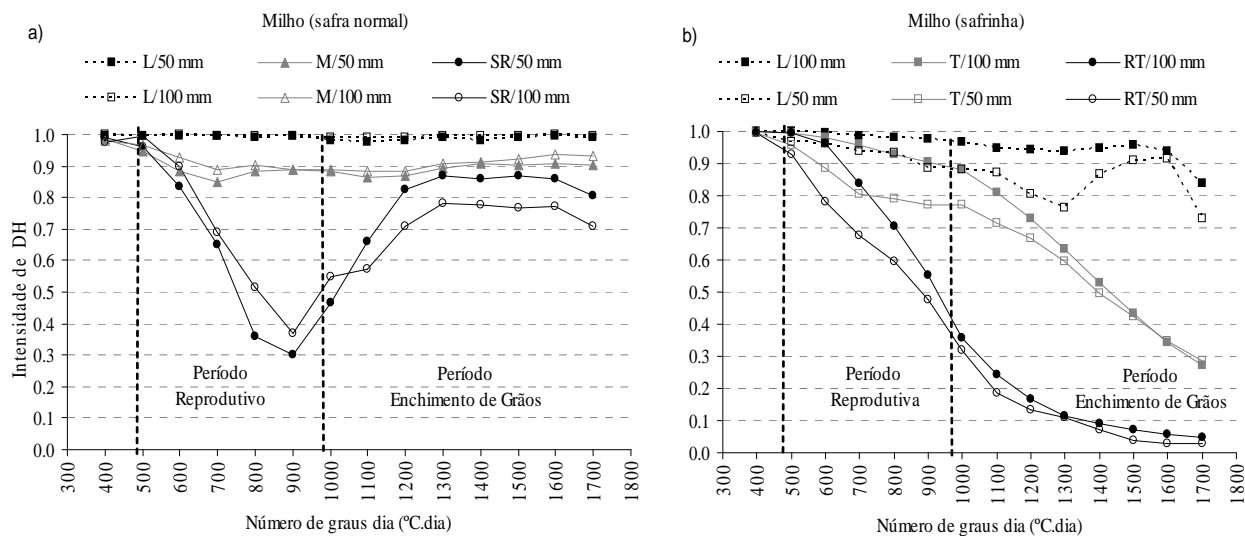 Milho (safra normal)
a)
L/50 mm
M/50 mm
SR/50 mm
L/100 mm
M/100 mm
SR/100 mm
Intensidade de DH
1.0
0.9
0.8
0.7
0.6
0.5
0.4
0.3
0.2
0.1
0.0
Período
Reprodutivo
Período
Enchimento de Grãos
300
400
500
600
700
800
900
1000
1100
1200
1300
1400
1500
1600
1700
1800
Número de graus dia (ºC.dia)
Milho (safrinha)
b)
L/100 mm
T/100 mm
RT/100 mm
L/50 mm
T/50 mm
RT/50 mm
1.0
0.9
0.8
0.7
0.6
0.5
0.4
0.3
0.2
0.1
0.0
Período
Reprodutiva
Período
Enchimento de Grãos
300
400
500
600
700
800
900
1000
1100
1200
1300
1400
1500
1600
1700
1800
Número de graus dia (ºC.dia)